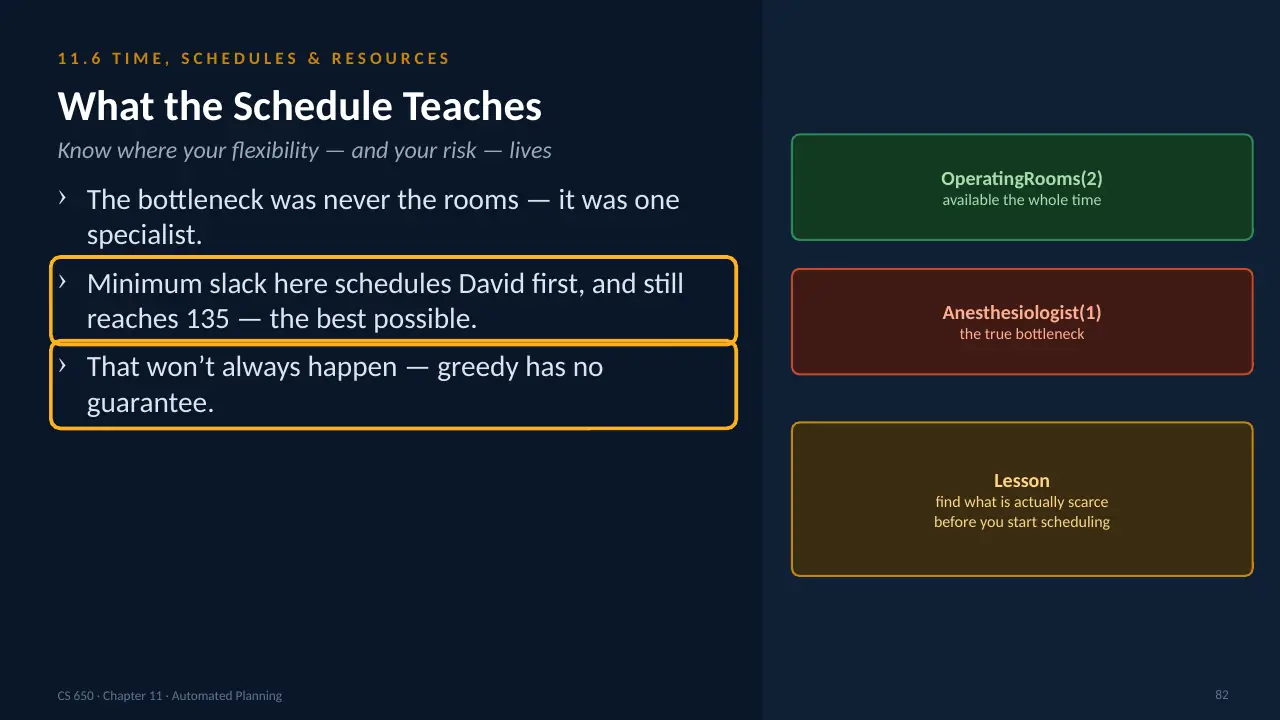 11.6 TIME, SCHEDULES & RESOURCES
What the Schedule Teaches
Know where your flexibility — and your risk — lives
› The bottleneck was never the rooms — it was one
specialist.
› Minimum slack here schedules David first, and still
reaches 135 — the best possible.
› That won’t always happen — greedy has no
guarantee.
OperatingRooms(2)
available the whole time
Anesthesiologist(1)
the true bottleneck
Lesson
find what is actually scarce
before you start scheduling
CS 650 · Chapter 11 · Automated Planning
82